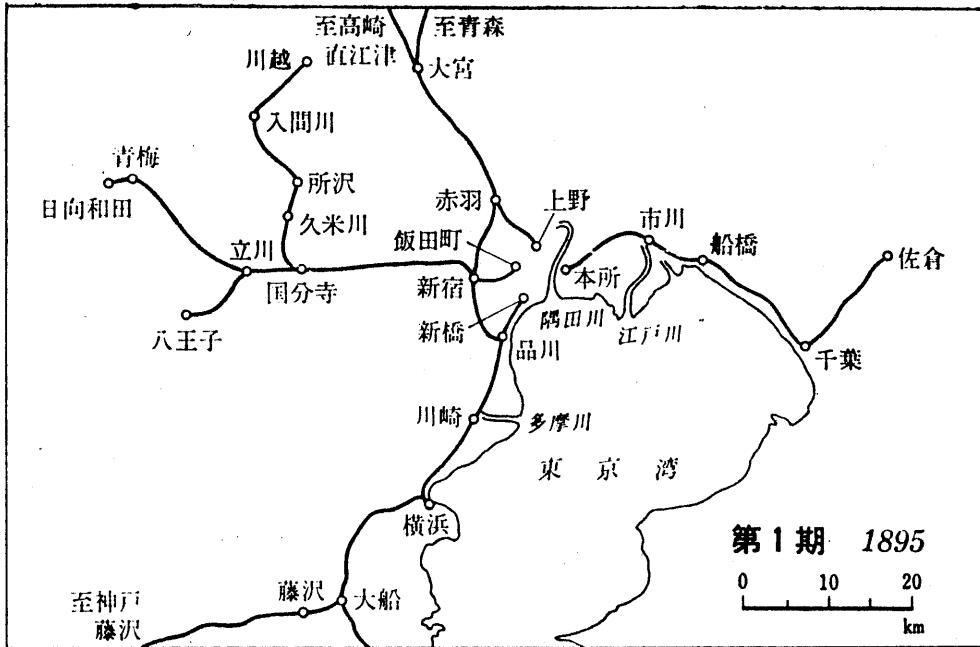 至高崎
直江津
至青森
川越
大宮
入間川
青梅
日向和田
所沢
久米川
赤羽
上野
市川
船橋
佐倉
飯田町
立川
国分寺
新宿
本所
八王子
新橋
品川
隅田川
江戸川
千葉
川崎
多摩川
東京湾
横浜
第1期 1895
0 10 20
km
至神戸
藤沢
藤沢
大船